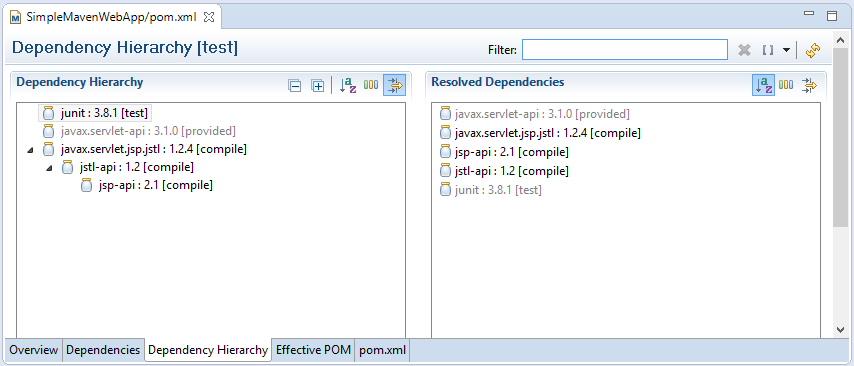 SimpleMavenWebApp/pom.xml
Dependency Hierarchy [test]
Filter:
Dependency Hierarchy
junit : 3.8.1 [test]
javax.servlet-api : 3.1.0 [provided]
javax.servlet.jsp.jstl : 1.2.4 [compile]
jstl-api : 1.2 [compile]
jsp-api : 2.1 [compile]
Resolved Dependencies
javax.servlet-api : 3.1.0 [provided]
javax.servlet.jsp.jstl : 1.2.4 [compile]
jsp-api : 2.1 [compile]
jstl-api : 1.2 [compile]
junit : 3.8.1 [test]
Overview Dependencies Dependency Hierarchy Effective POM pom.xml